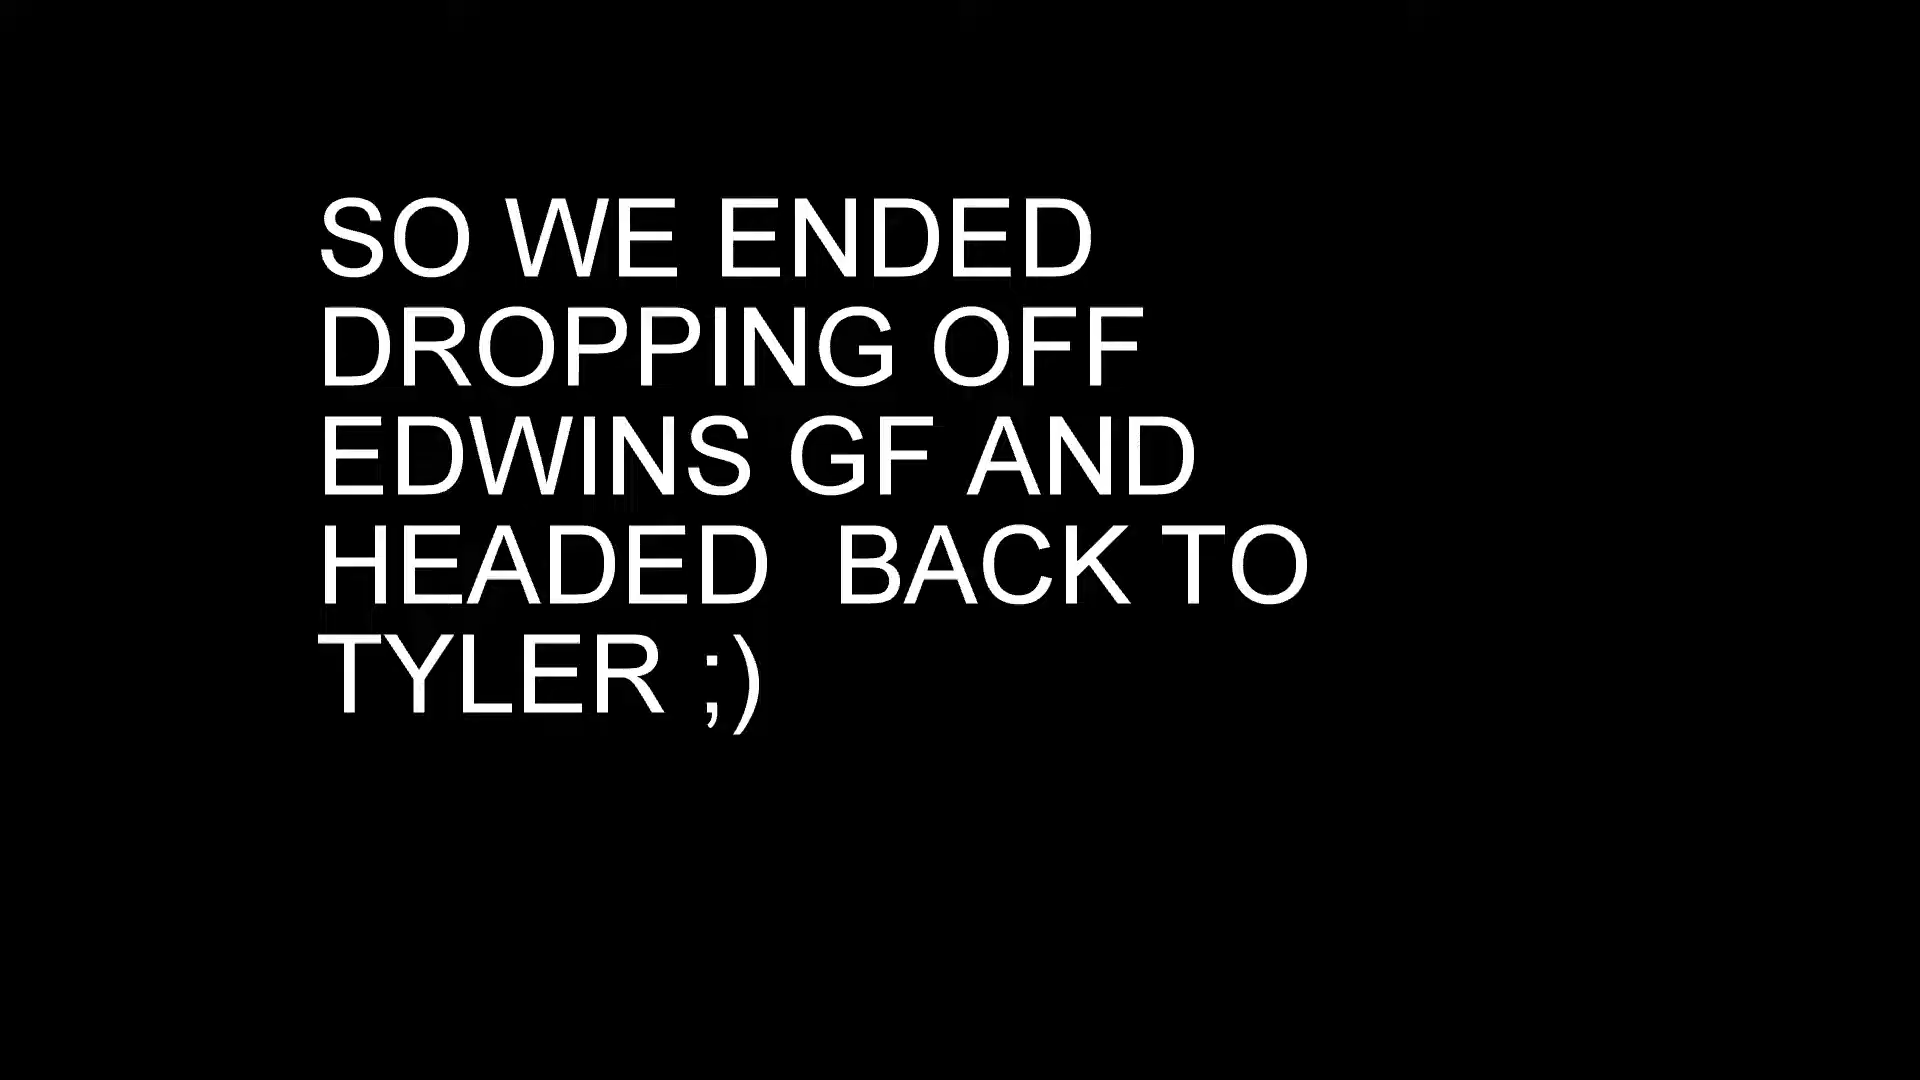 SO WE ENDED
DROPPING OFF
EDWINS GF AND
HEADED  BACK TO
TYLER ;)